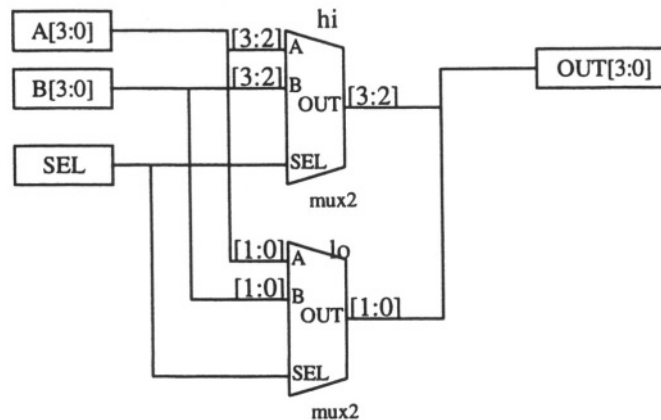 hi
A[3:0]
[3:2]
A
B[3:0]
[3:2]
B
OUT
[3:2]
OUT[3:0]
SEL
SEL
mux2
lo
[1:0]
A
[1:0]
B
OUT
[1:0]
SEL
mux2